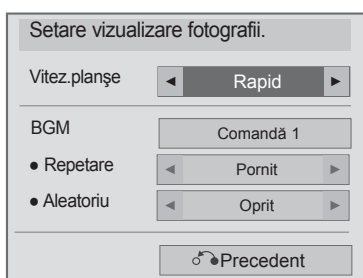 Setare vizualizare fotografii.
Vitez.planşe ◄ Rapid ►
BGM Comandă 1
● Repetare ◄ Pornit ►
● Aleatoriu ◄ Oprit ►
Precedent